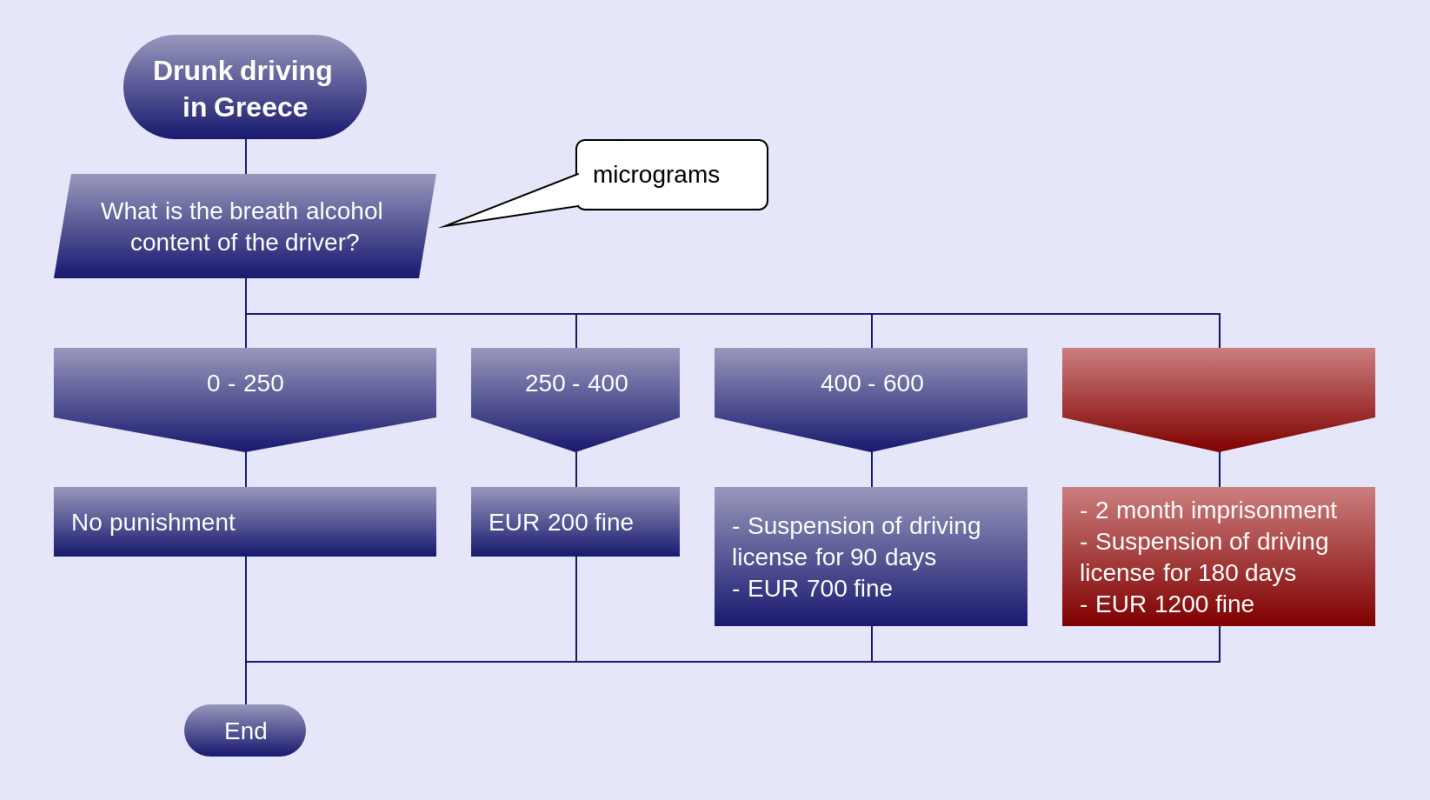 Drunk driving
in Greece
micrograms
What is the breath alcohol
content of the driver?
0 - 250
250 - 400
400 - 600
No punishment
EUR 200 fine
- Suspension of driving
license for 90 days
- EUR 700 fine
- 2 month imprisonment
- Suspension of driving
license for 180 days
- EUR 1200 fine
End